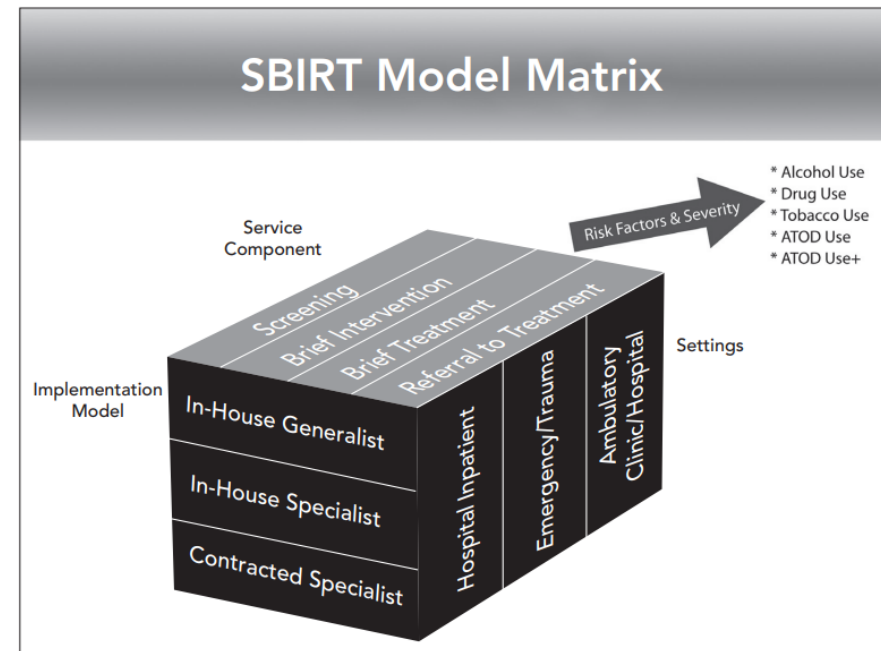 SBIRT Model Matrix
* Alcohol Use
* Drug Use
* Tobacco Use
* ATOD Use
* ATOD Use+
Risk Factors & Severity
Service
Component
Screening
Brief Intervention
Brief Treatment
Referral to Treatment
Settings
Implementation
Model
In-House Generalist
In-House Specialist
Contracted Specialist
Hospital Inpatient
Emergency/Trauma
Ambulatory
Clinic/Hospital